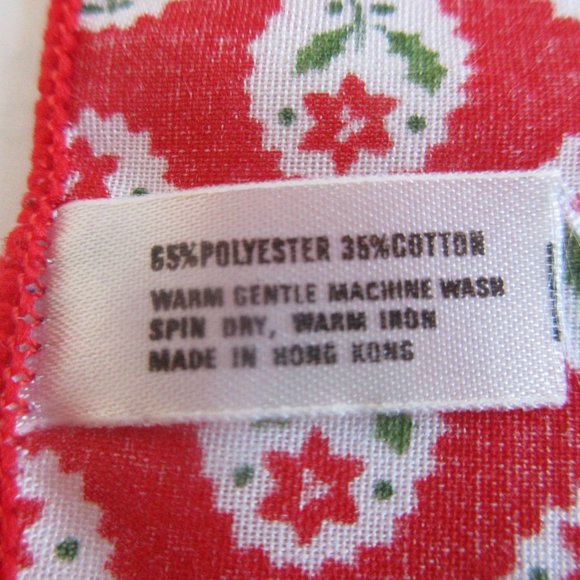 65%POLYESTER 35%COTTON
WARM GENTLE MACHINE WASH
SPIN DRY, WARM IRON
MADE IN HONG KONG